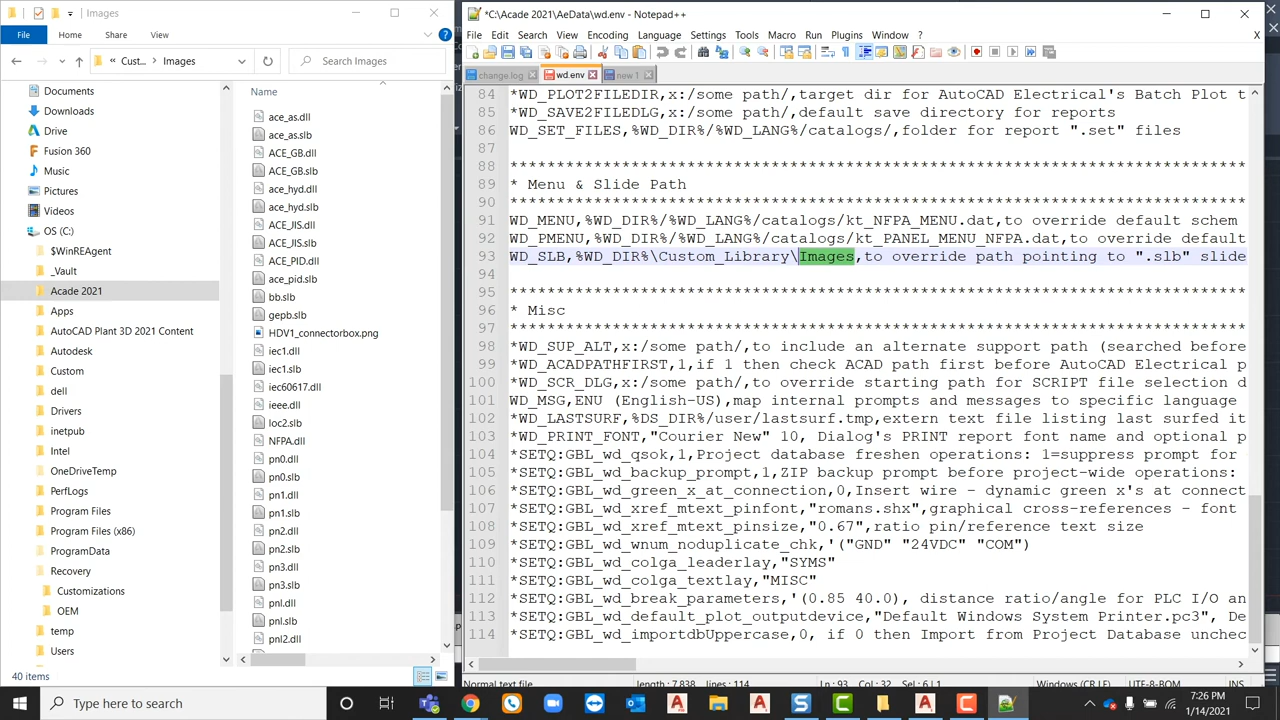 Images
File
Home
Share
View
Cust...
Images
Search Images
Documents
Downloads
Drive
Fusion 360
Music
Pictures
Videos
OS (C:)
$WinREAgent
_Vault
Acade 2021
Apps
AutoCAD Plant 3D 2021 Content
Autodesk
Custom
dell
Drivers
inetpub
Intel
OneDriveTemp
PerfLogs
Program Files
Program Files (x86)
ProgramData
Recovery
Customizations
OEM
temp
Users
Name
ace_as.dll
ace_as.slb
ACE_GB.dll
ACE_GB.slb
ace_hyd.dll
ace_hyd.slb
ACE_JIS.dll
ACE_JIS.slb
ACE_PID.dll
ace_pid.slb
bb.slb
gepb.slb
HDV1_connectorbox.png
iec1.dll
iec1.slb
iec60617.dll
ieee.dll
loc2.slb
NFPA.dll
pn0.dll
pn0.slb
pn1.dll
pn1.slb
pn2.dll
pn2.slb
pn3.dll
pn3.slb
pnl.dll
pnl.slb
pnl2.dll
40 items
*C:\Acade 2021\AeData\wd.env - Notepad++
File Edit Search View Encoding Language Settings Tools Macro Run Plugins Window ? X
change.log
wd.env
new 1
84 *WD_PLOT2FILEDIR,x:/some path/,target dir for AutoCAD Electrical's Batch Plot t
85 *WD_SAVE2FILEDLG,x:/some path/,default save directory for reports
86 WD_SET_FILES,%WD_DIR%/%WD_LANG%/catalogs/,folder for report ".set" files
87
88 *******************************************************************************
89 * Menu & Slide Path
90 *******************************************************************************
91 WD_MENU,%WD_DIR%/%WD_LANG%/catalogs/kt_NFPA_MENU.dat,to override default schem
92 WD_PMENU,%WD_DIR%/%WD_LANG%/catalogs/kt_PANEL_MENU_NFPA.dat,to override default
93 WD_SLB,%WD_DIR%\Custom_Library\Images,to override path pointing to ".slb" slide
94
95 *******************************************************************************
96 * Misc
97 *******************************************************************************
98 *WD_SUP_ALT,x:/some path/,to include an alternate support path (searched before
99 *WD_ACADPATHFIRST,1,if 1 then check ACAD path first before AutoCAD Electrical p
100 *WD_SCR_DLG,x:/some path/,to override starting path for SCRIPT file selection d
101 WD_MSG,ENU (English-US),map internal prompts and messages to specific language
102 *WD_LASTSURF,%DS_DIR%/user/lastsurf.tmp,extern text file listing last surfed it
103 *WD_PRINT_FONT,"Courier New" 10, Dialog's PRINT report font name and optional p
104 *SETQ:GBL_wd_qsok,1,Project database freshen operations: 1=suppress prompt for
105 *SETQ:GBL_wd_backup_prompt,1,ZIP backup prompt before project-wide operations:
106 *SETQ:GBL_wd_green_x_at_connection,0,Insert wire - dynamic green x's at connect
107 *SETQ:GBL_wd_xref_mtext_pinfont,"romans.shx",graphical cross-references - font
108 *SETQ:GBL_wd_xref_mtext_pinsize,"0.67",ratio pin/reference text size
109 *SETQ:GBL_wd_wnum_noduplicate_chk,'("GND" "24VDC" "COM")
110 *SETQ:GBL_wd_colga_leaderlay,"SYMS"
111 *SETQ:GBL_wd_colga_textlay,"MISC"
112 *SETQ:GBL_wd_break_parameters,'(0.85 40.0), distance ratio/angle for PLC I/O an
113 *SETQ:GBL_wd_default_plot_outputdevice,"Default Windows System Printer.pc3", De
114 *SETQ:GBL_wd_importdbUppercase,0, if 0 then Import from Project Database unchec
Normal text file
length : 7,838 lines : 114
Ln : 93 Col : 32 Sel : 6 | 1
Windows (CR LF)
UTF-8-BOM
INS
Type here to search
7:26 PM
1/14/2021